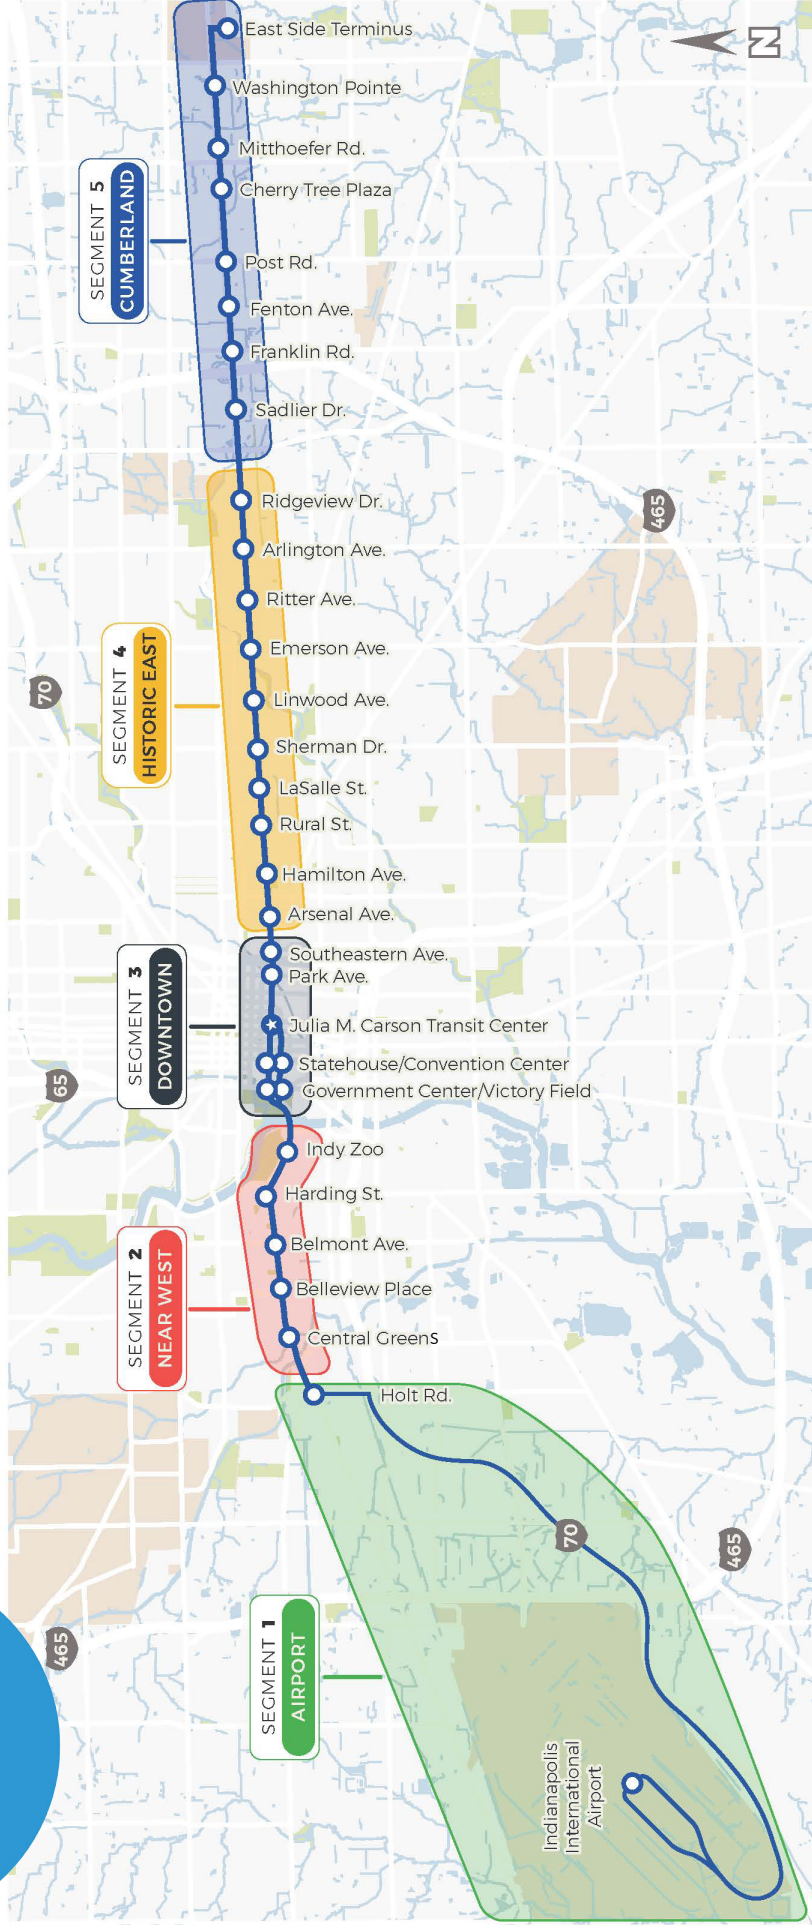 East Side Terminus
N
Washington Pointe
Mitthoefer Rd.
Cherry Tree Plaza
SEGMENT 5
CUMBERLAND
Post Rd.
Fenton Ave.
Franklin Rd.
Sadlier Dr.
Ridgeview Dr.
465
Arlington Ave.
Ritter Ave.
Emerson Ave.
70
SEGMENT 4
HISTORIC EAST
Linwood Ave.
Sherman Dr.
LaSalle St.
Rural St.
Hamilton Ave.
Arsenal Ave.
Southeastern Ave.
Park Ave.
SEGMENT 3
DOWNTOWN
Julia M. Carson Transit Center
Statehouse/Convention Center
65
Government Center/Victory Field
Indy Zoo
Harding St.
Belmont Ave.
Belleview Place
SEGMENT 2
NEAR WEST
Central Greens
Holt Rd.
70
465
465
SEGMENT 1
AIRPORT
Indianapolis
International
Airport